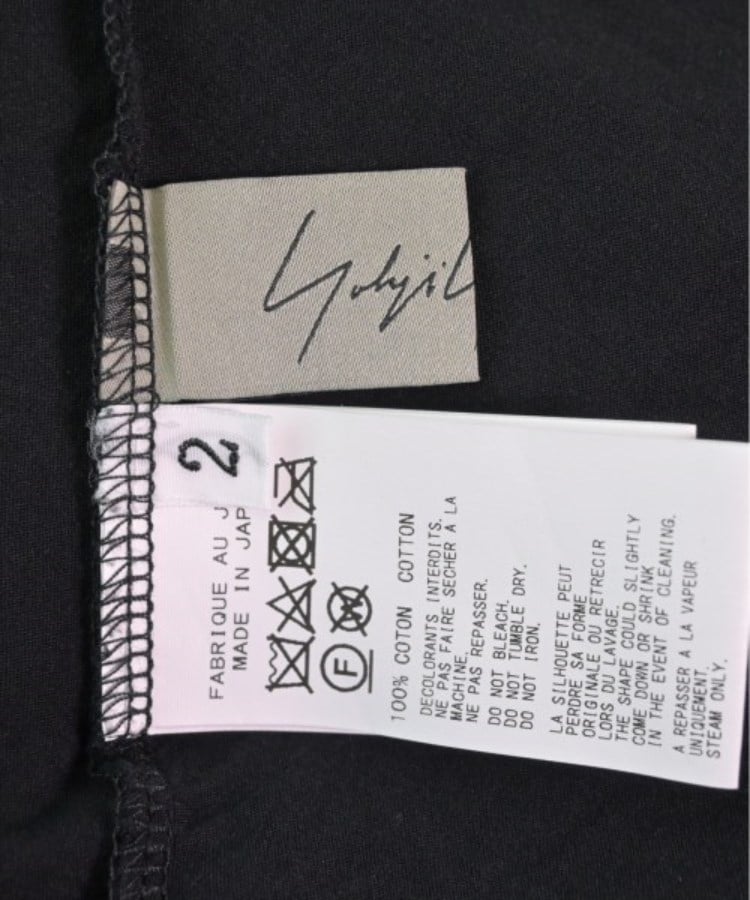 Yohji
2
FABRIQUE AU J
MADE IN JAP
F
W
100% COTON COTTON
DECOLORANTS INTERDITS.
NE PAS FAIRE SECHER A LA
MACHINE.
NE PAS REPASSER.
DO NOT BLEACH.
DO NOT TUMBLE DRY.
DO NOT IRON.
LA SILHOUETTE PEUT
PERDRE SA FORME
ORIGINALE OU RETRECIR
LORS DU LAVAGE.
THE SHAPE COULD SLIGHTLY
COME DOWN OR SHRINK
IN THE EVENT OF CLEANING.
A REPASSER A LA VAPEUR
UNIQUEMENT.
STEAM ONLY.